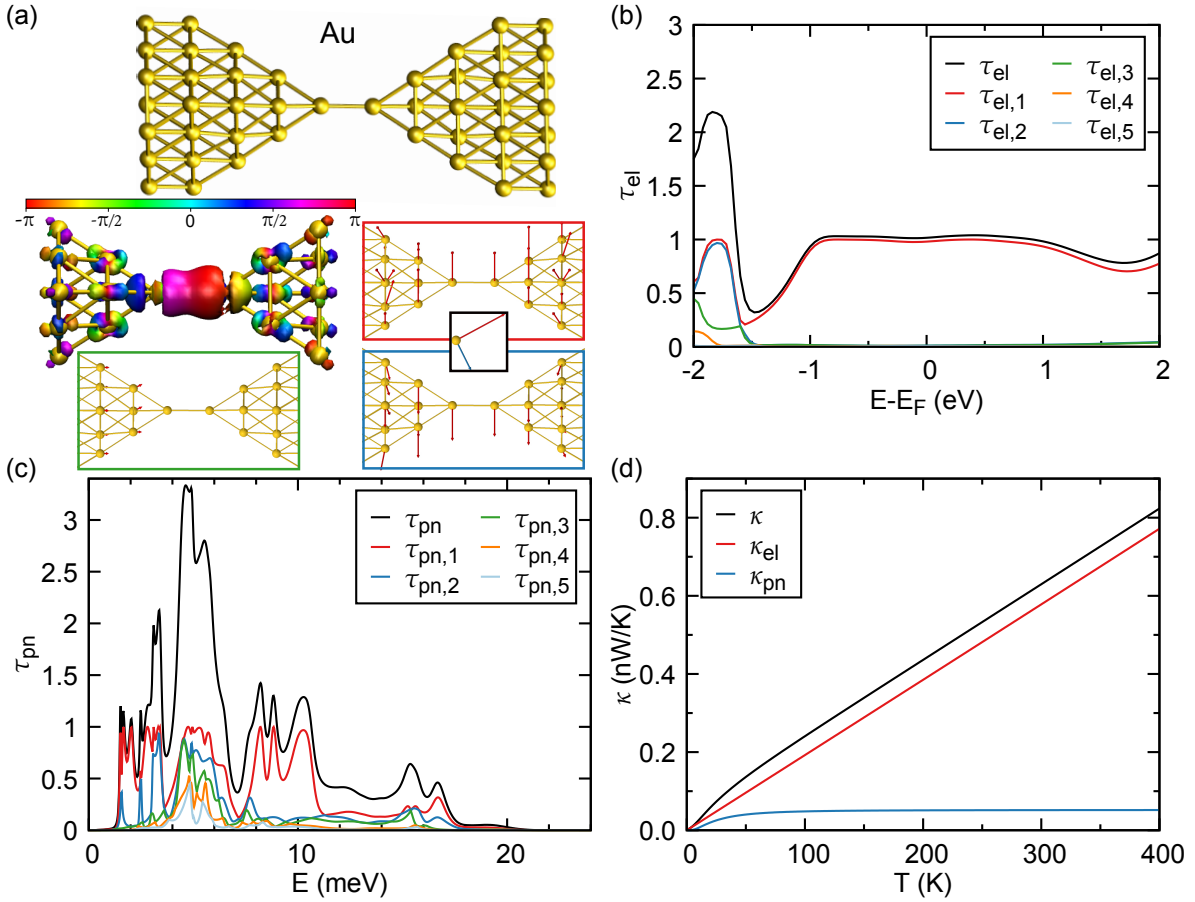 (a)
Au
-π -π/2 0 π/2 π
(b)
3
2.5
2
1.5
1
0.5
0
τel
τel τel,3
τel,1 τel,4
τel,2 τel,5
-2 -1 0 1 2
E-EF (eV)
(c)
3
2.5
2
1.5
1
0.5
0
τpn
τpn τpn,3
τpn,1 τpn,4
τpn,2 τpn,5
0 10 20
E (meV)
(d)
0.8
0.6
0.4
0.2
0.0
κ (nW/K)
κ
κel
κpn
0 100 200 300 400
T (K)